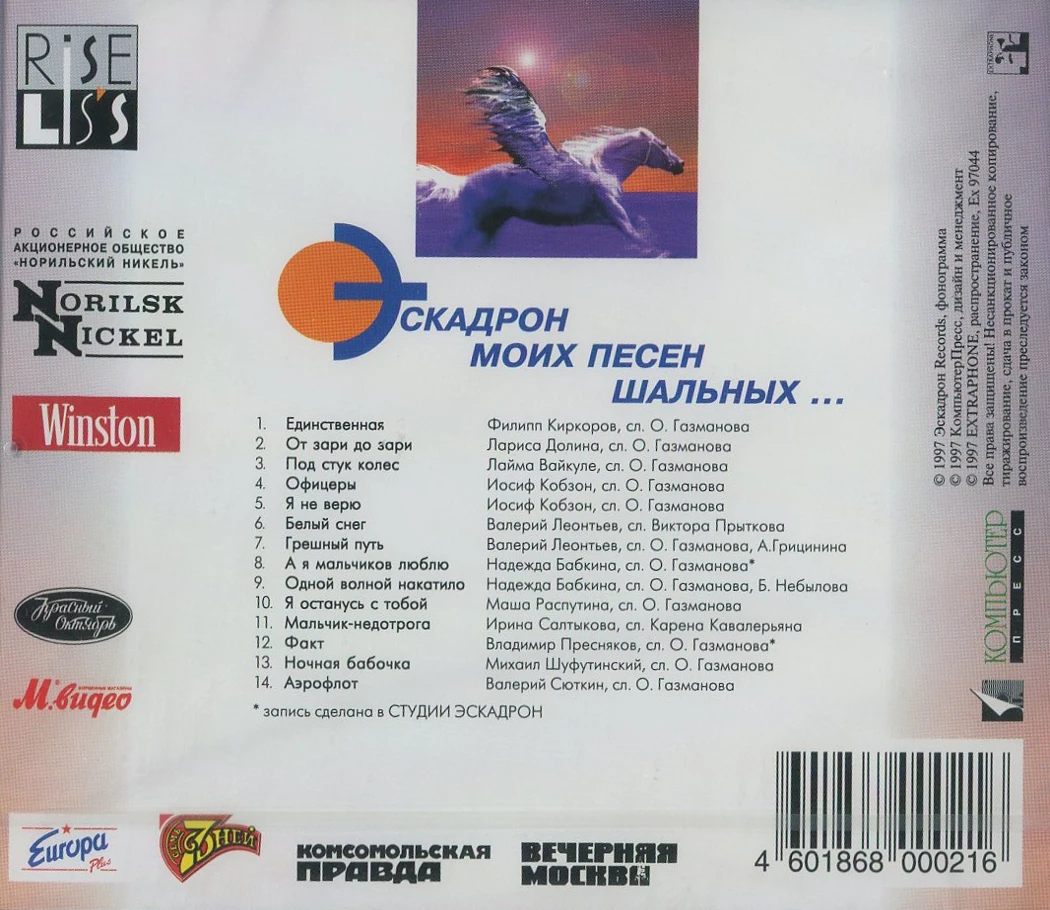 RiSE
LIS'S
РОССИЙСКОЕ
АКЦИОНЕРНОЕ ОБЩЕСТВО
«НОРИЛЬСКИЙ НИКЕЛЬ»
NORILSK
NICKEL
Winston
Красный
Октябрь
М.видео
ЭСКАДРОН
МОИХ ПЕСЕН
ШАЛЬНЫХ ...
1. Единственная Филипп Киркоров, сл. О. Газманова
2. От зари до зари Лариса Долина, сл. О. Газманова
3. Под стук колес Лайма Вайкуле, сл. О. Газманова
4. Офицеры Иосиф Кобзон, сл. О. Газманова
5. Я не верю Иосиф Кобзон, сл. О. Газманова
6. Белый снег Валерий Леонтьев, сл. Виктора Прыткова
7. Грешный путь Валерий Леонтьев, сл. О. Газманова, А.Грицинина
8. А я мальчиков люблю Надежда Бабкина, сл. О. Газманова*
9. Одной волной накатило Надежда Бабкина, сл. О. Газманова, Б. Небылова
10. Я останусь с тобой Маша Распутина, сл. О. Газманова
11. Мальчик-недотрога Ирина Салтыкова, сл. Карена Кавалерьяна
12. Факт Владимир Пресняков, сл. О. Газманова*
13. Ночная бабочка Михаил Шуфутинский, сл. О. Газманова
14. Аэрофлот Валерий Сюткин, сл. О. Газманова
* запись сделана в СТУДИИ ЭСКАДРОН
© 1997 Эскадрон Records, фонограмма
© 1997 КомпьютерПресс, дизайн и менеджмент
© 1997 EXTRAPHONE, распространение, Ex 97044
Все права защищены! Несанкционированное копирование,
тиражирование, сдача в прокат и публичное
воспроизведение преследуется законом
КОМПЬЮТЕР
ПРЕСС
Europa
Plus
СЕМЬ 7 ДНЕЙ
КОМСОМОЛЬСКАЯ
ПРАВДА
ВЕЧЕРНЯЯ
МОСКВА
4 601868 000216